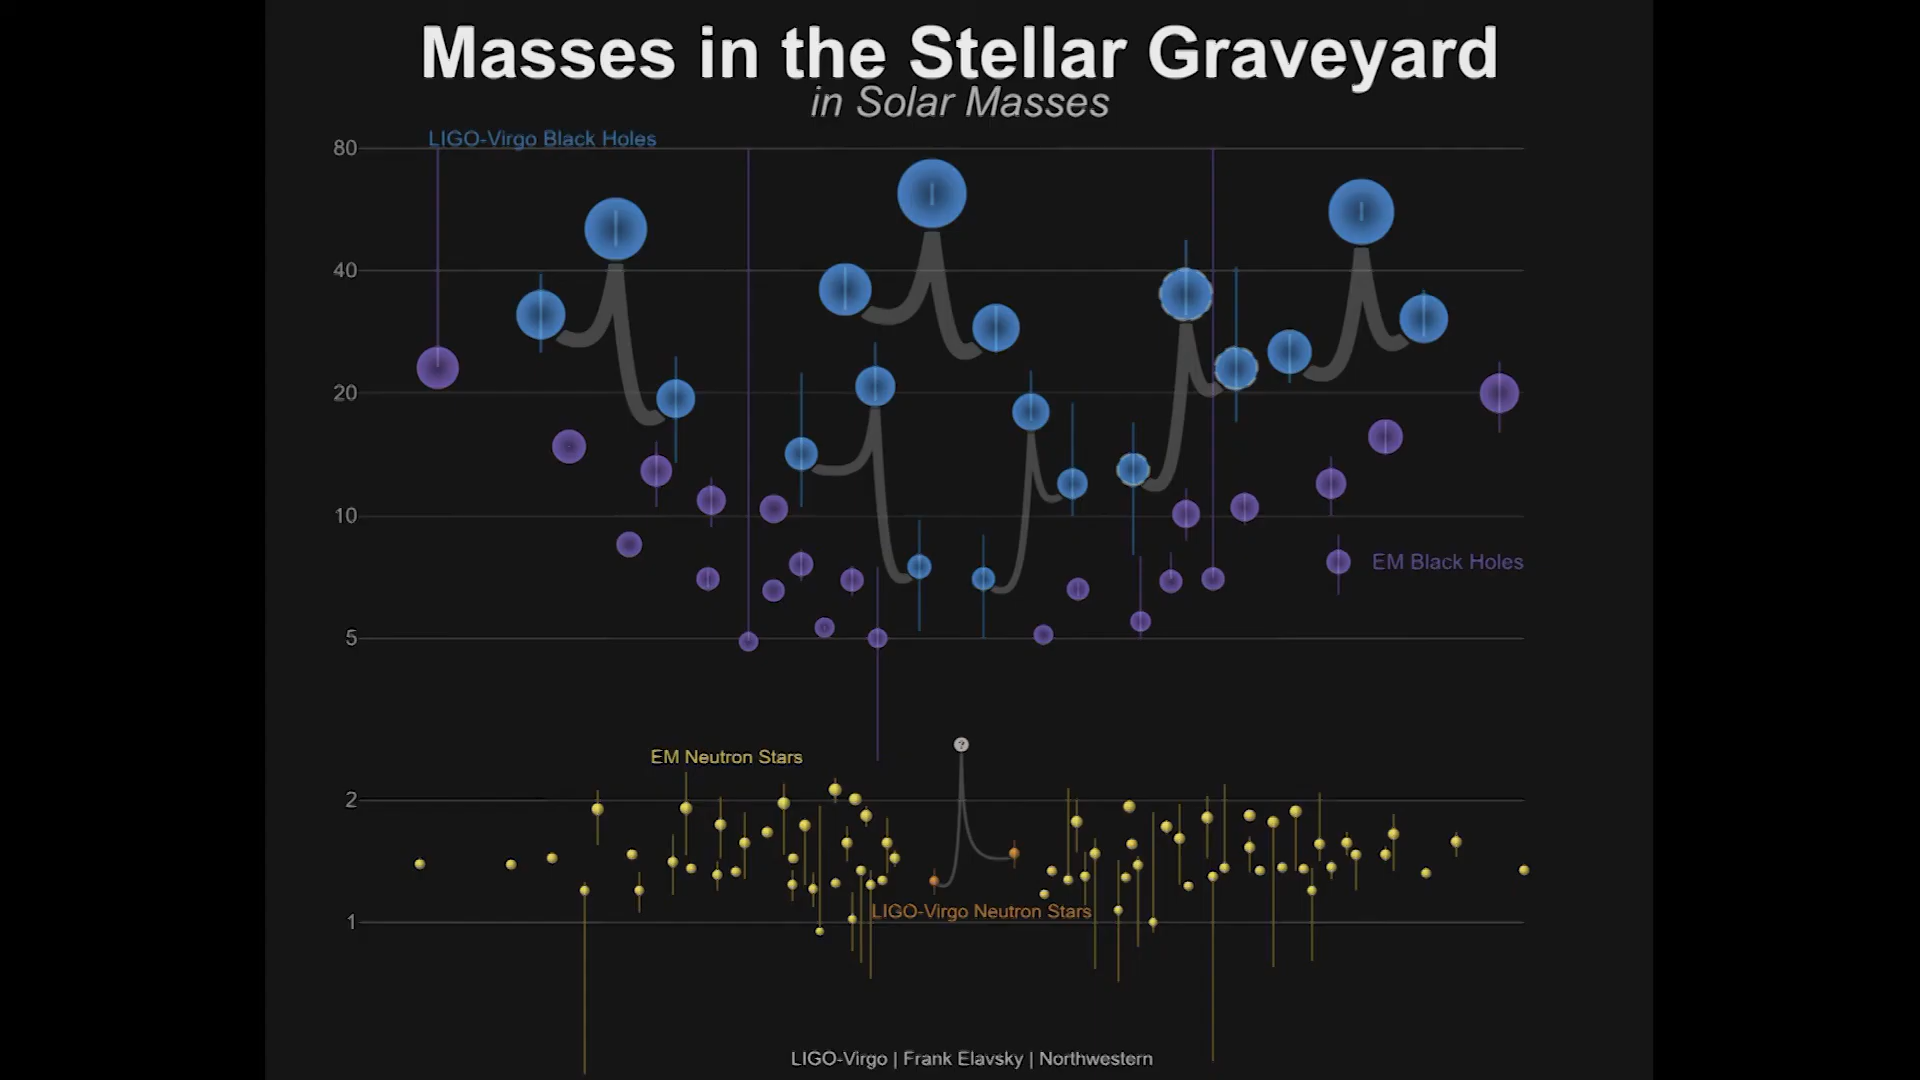 Masses in the Stellar Graveyard
in Solar Masses
LIGO-Virgo Black Holes
80
40
20
10
EM Black Holes
5
?
EM Neutron Stars
2
LIGO-Virgo Neutron Stars
1
LIGO-Virgo | Frank Elavsky | Northwestern